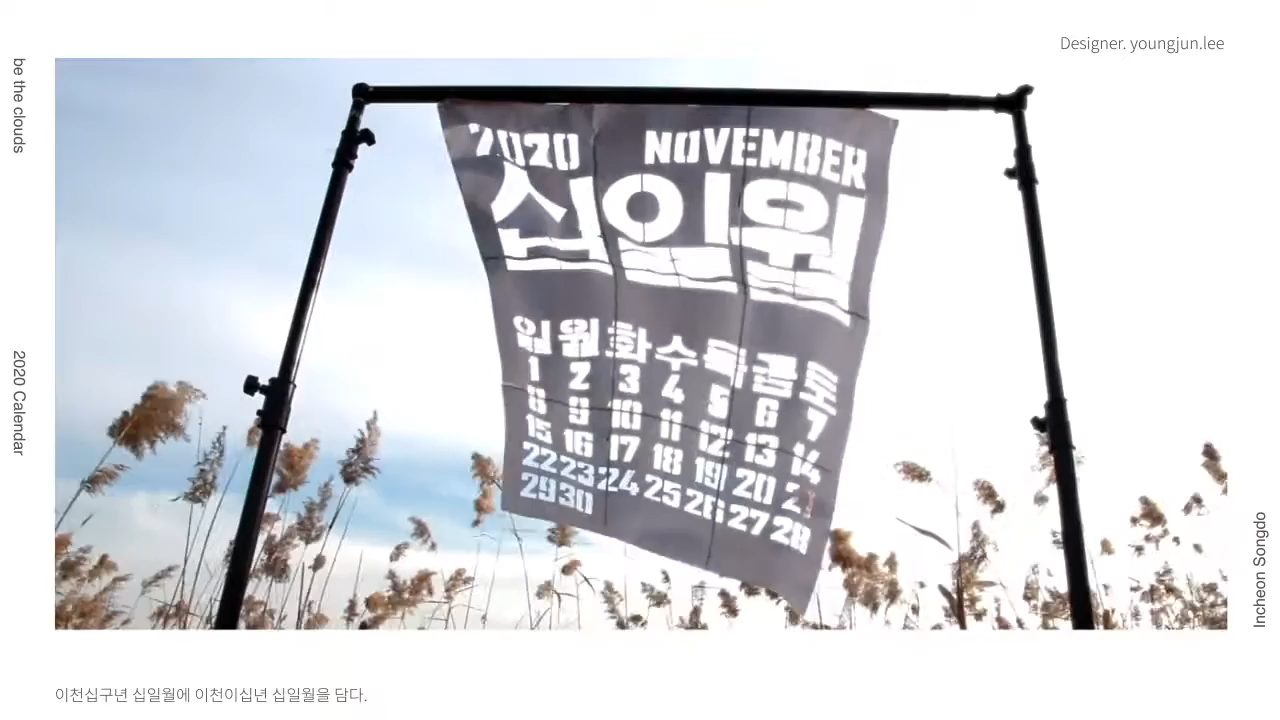 Designer. youngjun.lee
be the clouds
2020 Calendar
2020 NOVEMBER
십일월
일 월 화 수 목 금 토
1 2 3 4 5 6 7
8 9 10 11 12 13 14
15 16 17 18 19 20 21
22 23 24 25 26 27 28
29 30
Incheon Songdo
이천십구년 십일월에 이천이십년 십일월을 담다.